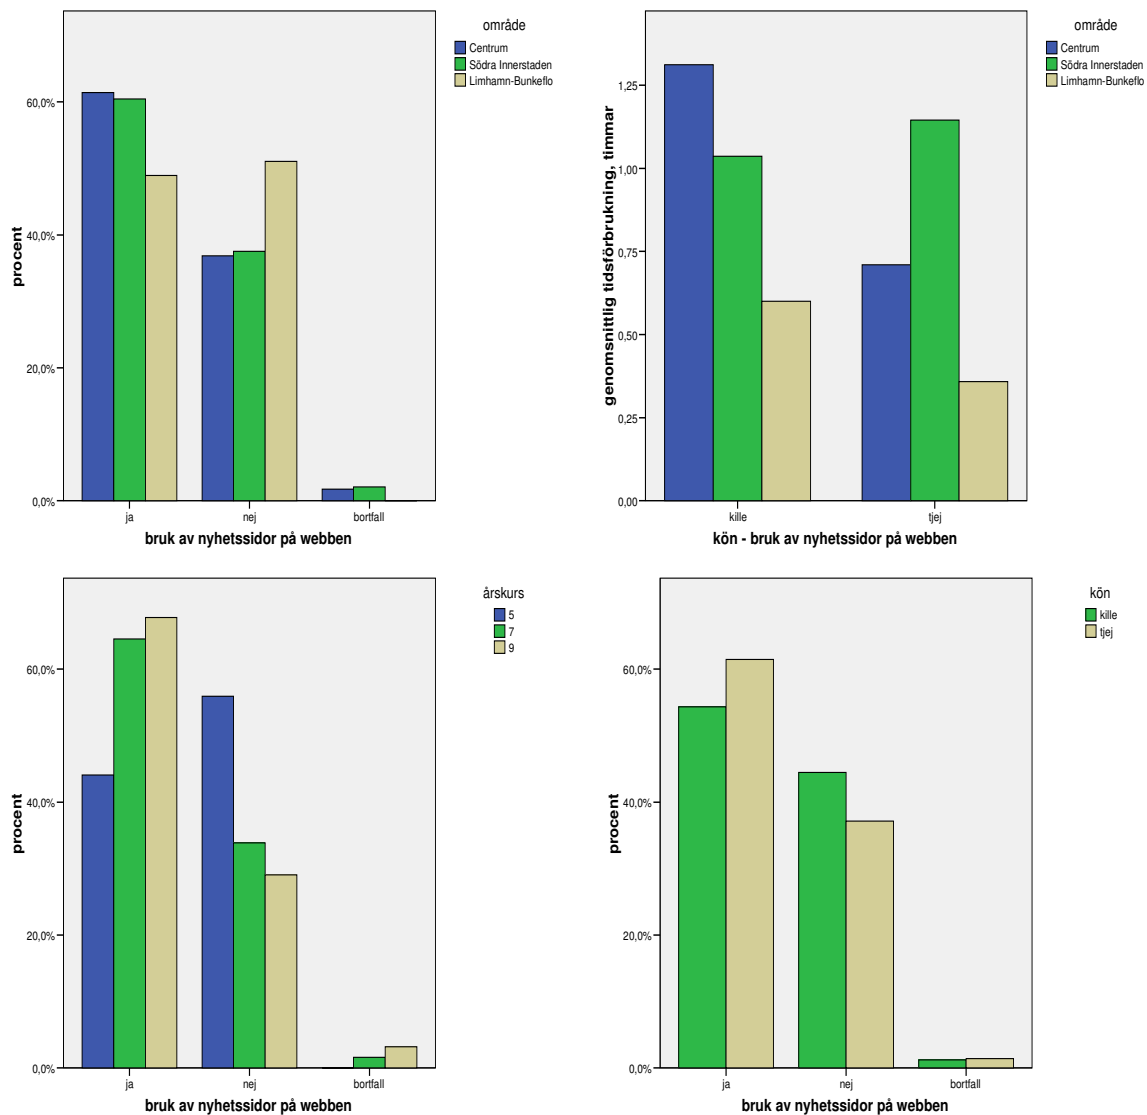 område
Centrum
Södra Innerstaden
Limhamn-Bunkeflo
procent
60,0%
40,0%
20,0%
0,0%
ja
nej
bortfall
bruk av nyhetssidor på webben
område
Centrum
Södra Innerstaden
Limhamn-Bunkeflo
genomsnittlig tidsförbrukning, timmar
1,25
1,00
0,75
0,50
0,25
0,00
kille
tjej
kön - bruk av nyhetssidor på webben
årskurs
5
7
9
procent
60,0%
40,0%
20,0%
0,0%
ja
nej
bortfall
bruk av nyhetssidor på webben
kön
kille
tjej
procent
60,0%
40,0%
20,0%
0,0%
ja
nej
bortfall
bruk av nyhetssidor på webben